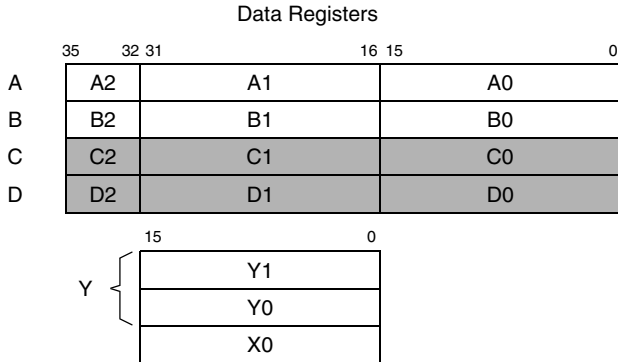 Data Registers
35 32 31 16 15 0
A A2 A1 A0
B B2 B1 B0
C C2 C1 C0
D D2 D1 D0
15 0
Y1
Y
Y0
X0